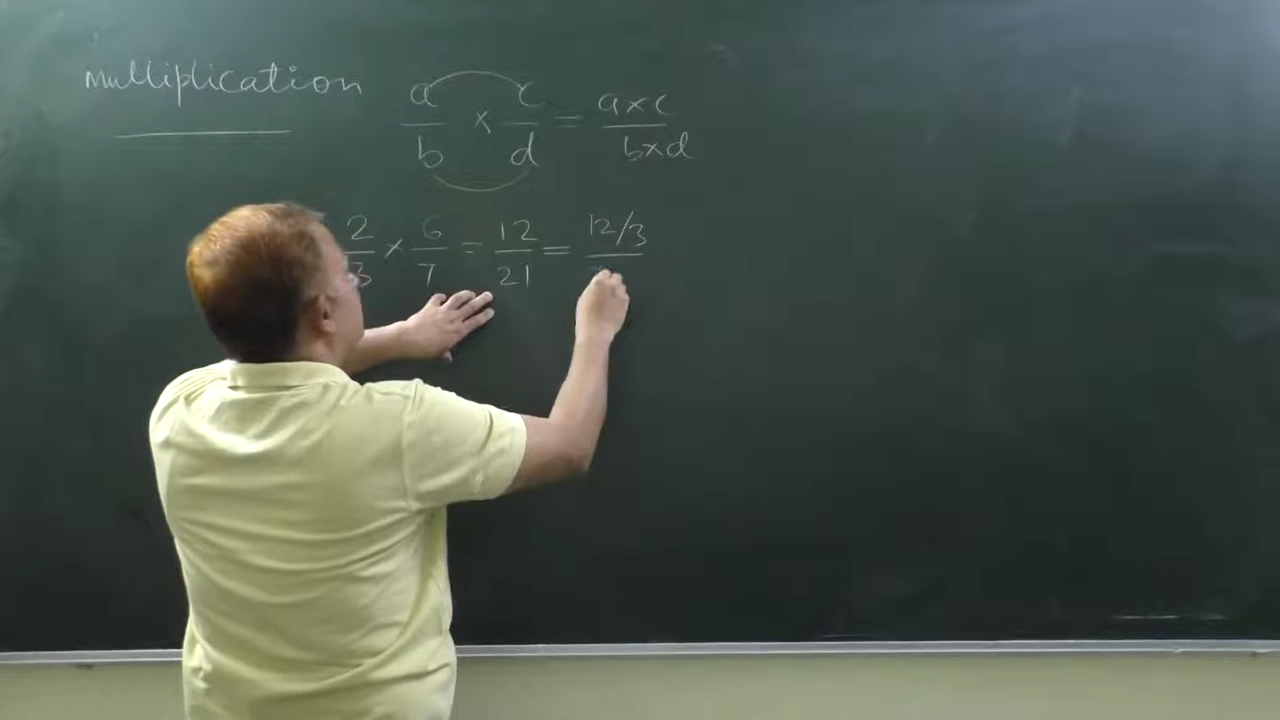 Multiplication
a/b × c/d = a×c/b×d
2/3 × 6/7 = 12/21 = 12/3